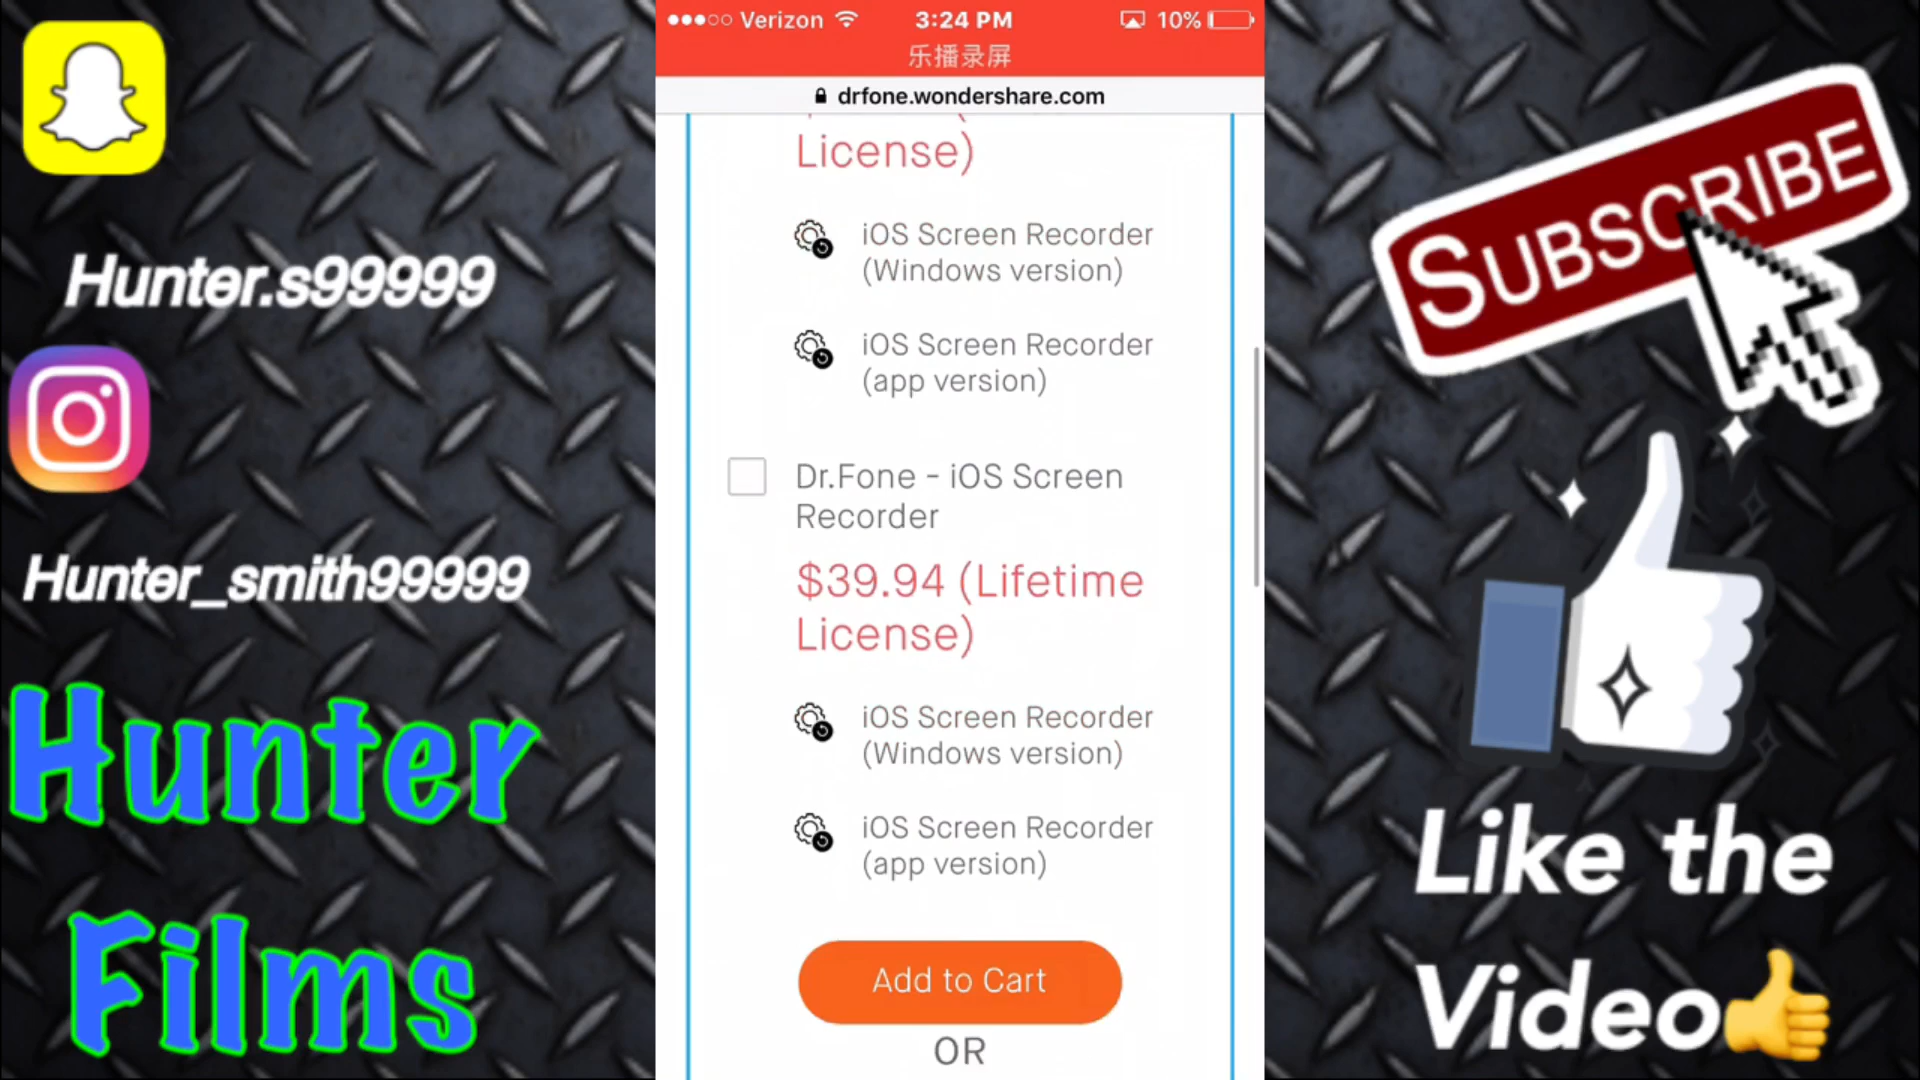 Hunter.s99999
Hunter_smith99999
Hunter
Films
Verizon
3:24 PM
10%
乐播录屏
drfone.wondershare.com
License)
iOS Screen Recorder
(Windows version)
iOS Screen Recorder
(app version)
Dr.Fone - iOS Screen
Recorder
$39.94 (Lifetime
License)
iOS Screen Recorder
(Windows version)
iOS Screen Recorder
(app version)
Add to Cart
OR
SUBSCRIBE
Like the
Video